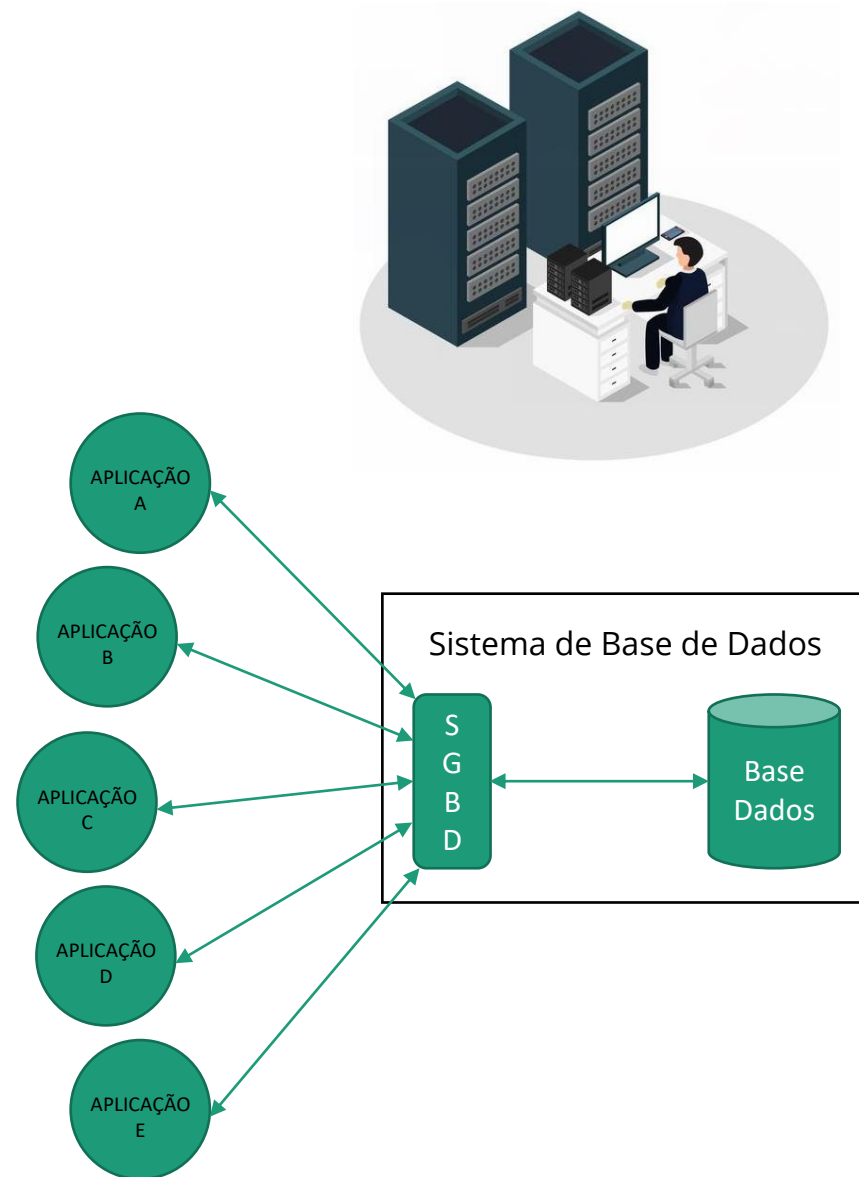 APLICAÇÃO
A
APLICAÇÃO
B
APLICAÇÃO
C
APLICAÇÃO
D
APLICAÇÃO
E
Sistema de Base de Dados
S
G
B
D
Base
Dados